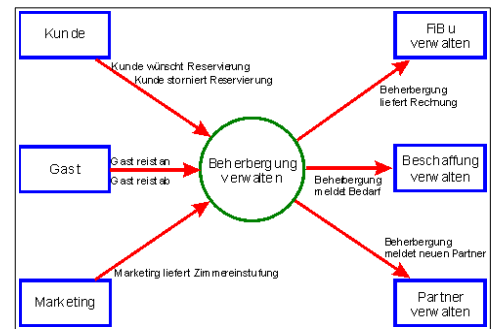 Kunde
FiBu
verwalten
Kunde wünscht Reservierung
Kunde storniert Reservierung
Beherbergung
liefert Rechnung
Gast
Gast reist an
Gast reist ab
Beherbergung
verwalten
Beschaffung
verwalten
Beherbergung
meldet Bedarf
Beherbergung
meldet neuen Partner
Marketing liefert Zimmereinstufung
Marketing
Partner
verwalten